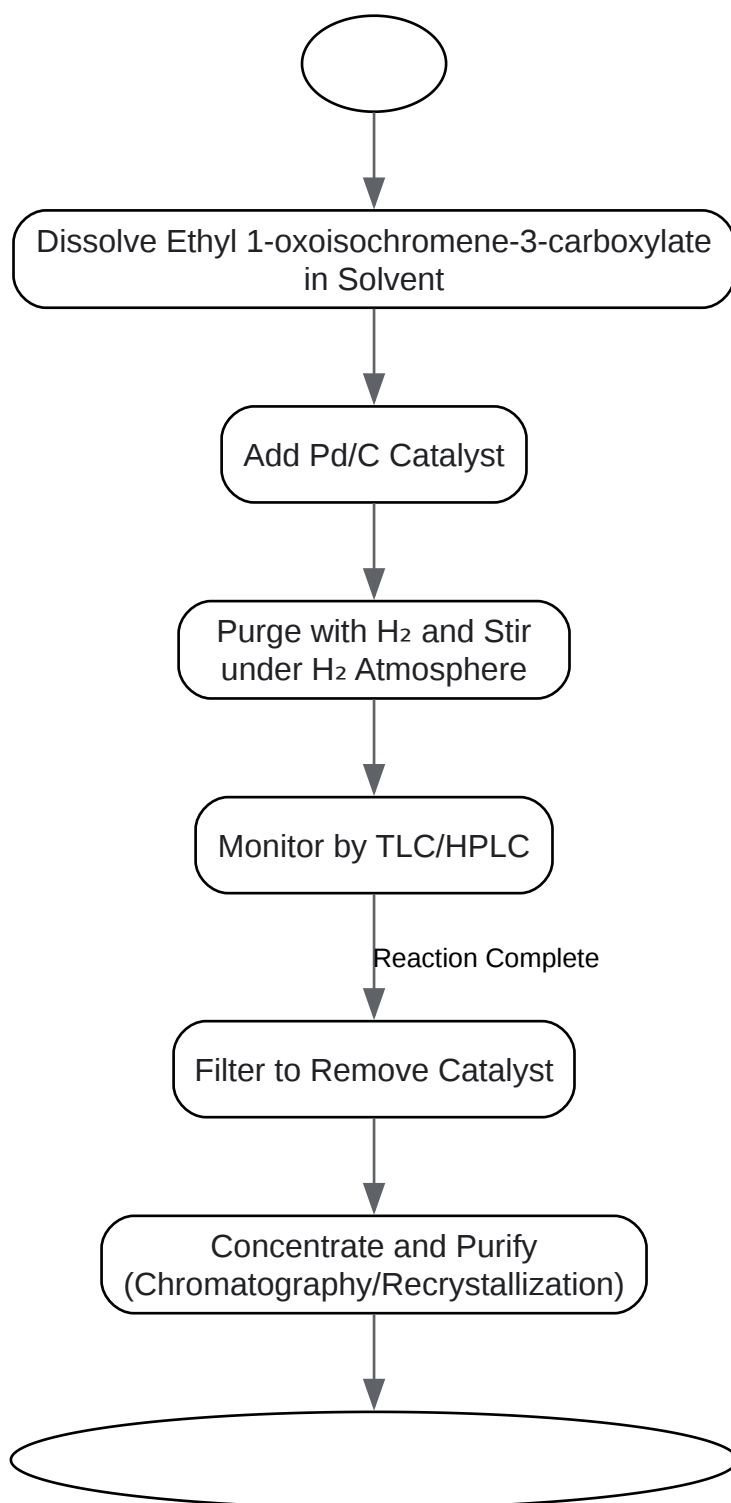 Dissolve Ethyl 1-oxoisochromene-3-carboxylate
in Solvent
Add Pd/C Catalyst
Purge with H₂ and Stir
under H₂ Atmosphere
Monitor by TLC/HPLC
Reaction Complete
Filter to Remove Catalyst
Concentrate and Purify
(Chromatography/Recrystallization)